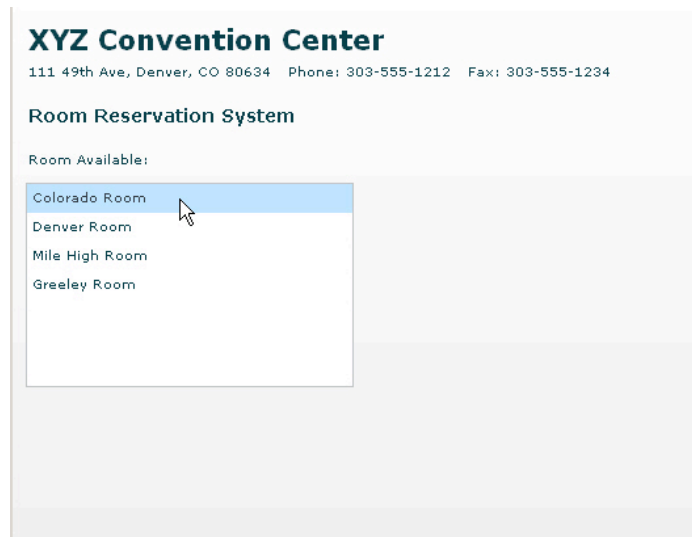 XYZ Convention Center
111 49th Ave, Denver, CO 80634 Phone: 303-555-1212 Fax: 303-555-1234
Room Reservation System
Room Available:
Colorado Room
Denver Room
Mile High Room
Greeley Room